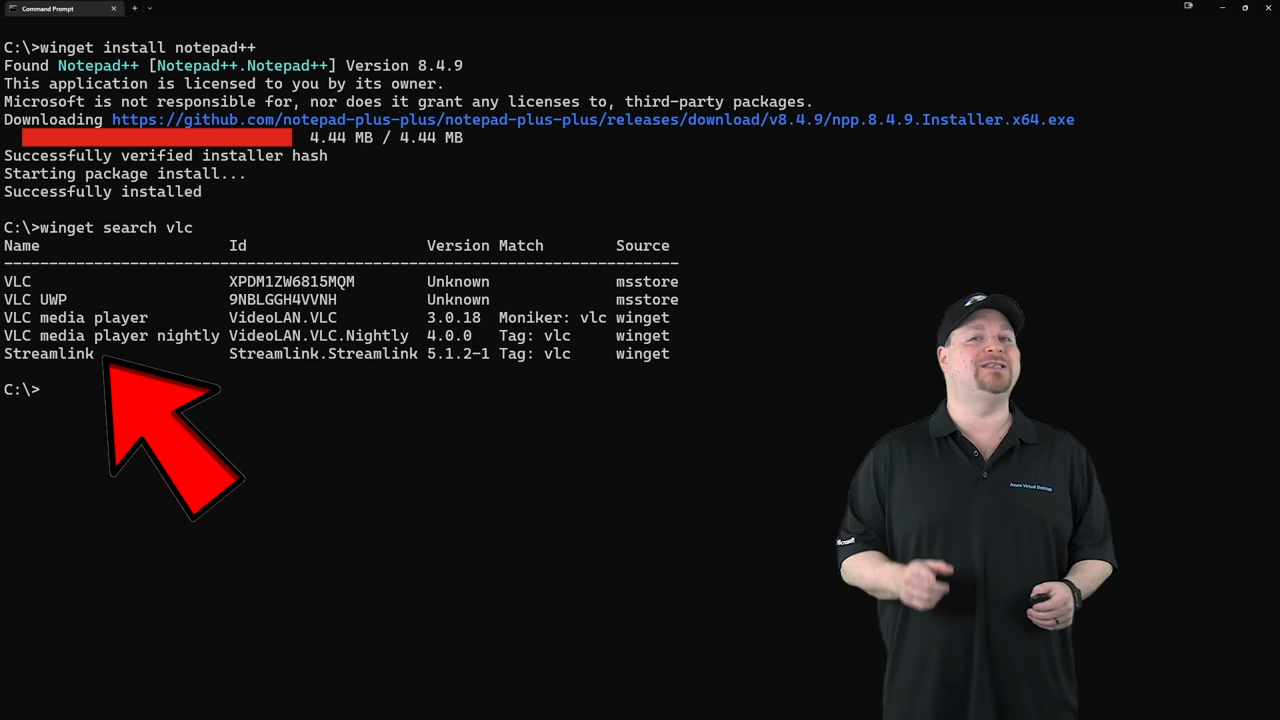 Command Prompt
C:\>winget install notepad++
Found Notepad++ [Notepad++.Notepad++] Version 8.4.9
This application is licensed to you by its owner.
Microsoft is not responsible for, nor does it grant any licenses to, third-party packages.
Downloading https://github.com/notepad-plus-plus/notepad-plus-plus/releases/download/v8.4.9/npp.8.4.9.Installer.x64.exe
4.44 MB / 4.44 MB
Successfully verified installer hash
Starting package install...
Successfully installed
C:\>winget search vlc
Name Id Version Match Source
---------------------------------------------------------------------------
VLC XPDM1ZW6815MQM Unknown msstore
VLC UWP 9NBLGGH4VVNH Unknown msstore
VLC media player VideoLAN.VLC 3.0.18 Moniker: vlc winget
VLC media player nightly VideoLAN.VLC.Nightly 4.0.0 Tag: vlc winget
Streamlink Streamlink.Streamlink 5.1.2-1 Tag: vlc winget
C:\>
Azure Virtual Desktop